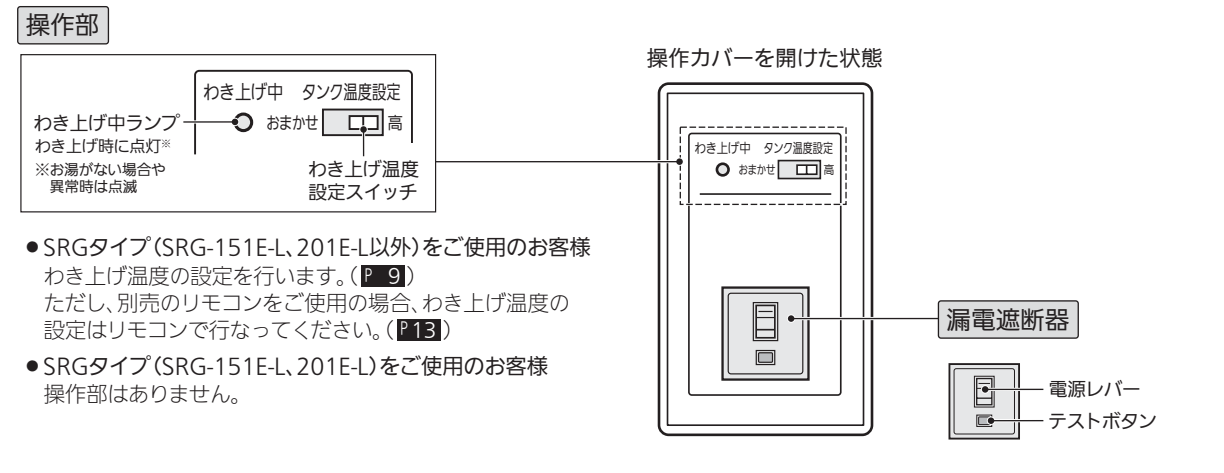 操作部
わき上げ中 タンク温度設定
おまかせ 高
わき上げ中ランプ
わき上げ時に点灯※
※お湯がない場合や
異常時は点滅
わき上げ温度
設定スイッチ
●SRGタイプ(SRG-151E-L、201E-L以外)をご使用のお客様
わき上げ温度の設定を行います。(P 9)
ただし、別売のリモコンをご使用の場合、わき上げ温度の
設定はリモコンで行なってください。(P13)
●SRGタイプ(SRG-151E-L、201E-L)をご使用のお客様
操作部はありません。
操作カバーを開けた状態
わき上げ中 タンク温度設定
おまかせ 高
漏電遮断器
電源レバー
テストボタン